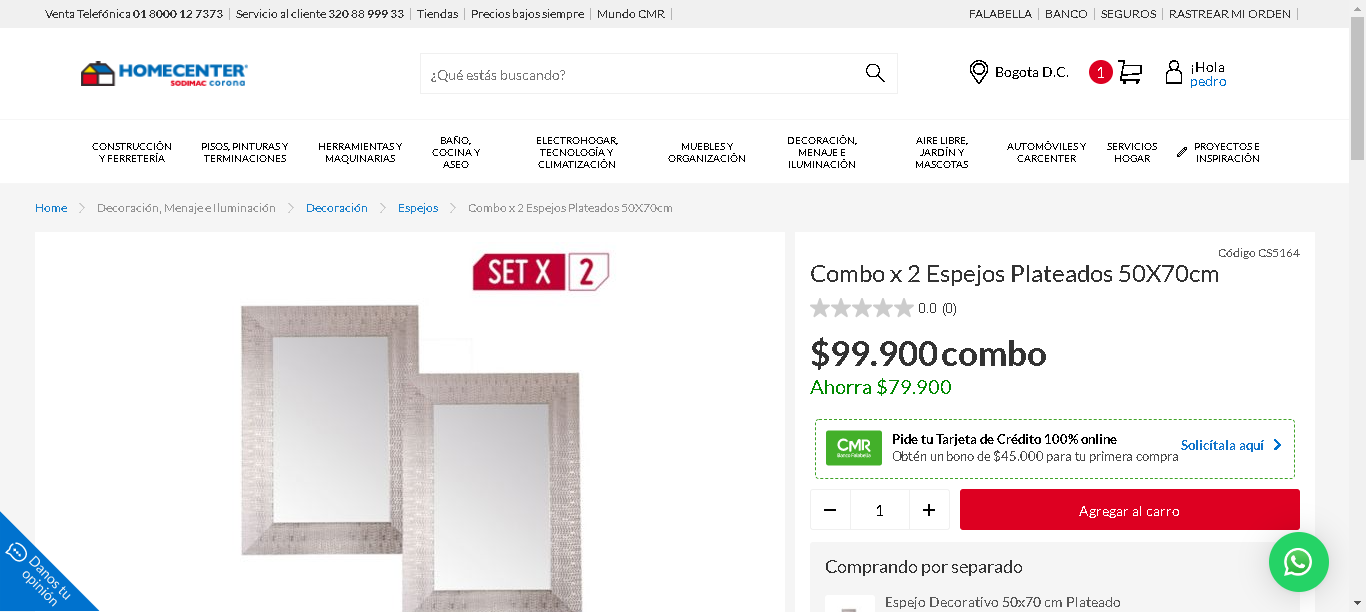 Venta Telefónica 01 8000 12 7373 Servicio al cliente 320 88 999 33 Tiendas Precios bajos siempre Mundo CMR FALABELLA BANCO SEGUROS RASTREAR MI ORDEN
HOMECENTER
SODIMAC corona
¿Qué estás buscando?
Bogota D.C.
1
¡Hola
pedro
CONSTRUCCIÓN
Y FERRETERÍA
PISOS, PINTURAS Y
TERMINACIONES
HERRAMIENTAS Y
MAQUINARIAS
BAÑO,
COCINA Y
ASEO
ELECTROHOGAR,
TECNOLOGÍA Y
CLIMATIZACIÓN
MUEBLES Y
ORGANIZACIÓN
DECORACIÓN,
MENAJE E
ILUMINACIÓN
AIRE LIBRE,
JARDÍN Y
MASCOTAS
AUTOMÓVILES Y
CARCENTER
SERVICIOS
HOGAR
PROYECTOS E
INSPIRACIÓN
Home Decoración, Menaje e Iluminación Decoración Espejos Combo x 2 Espejos Plateados 50X70cm
SET X 2
Código CS5164
Combo x 2 Espejos Plateados 50X70cm
0.0 (0)
$99.900 combo
Ahorra $79.900
CMR
Banco Falabella
Pide tu Tarjeta de Crédito 100% online
Obtén un bono de $45.000 para tu primera compra
Solicítala aquí
1
Agregar al carro
Comprando por separado
Espejo Decorativo 50x70 cm Plateado
Danos tu
opinión